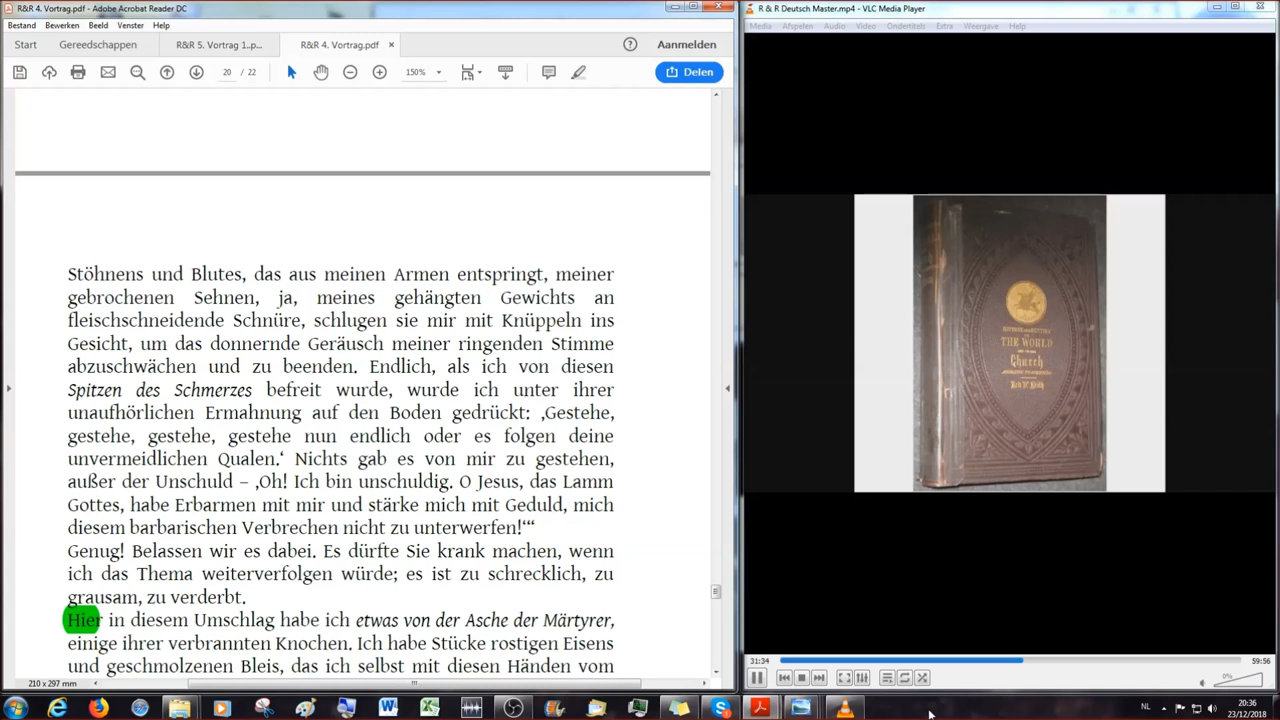 R&R 4. Vortrag.pdf - Adobe Acrobat Reader DC
Bestand Bewerken Beeld Venster Help
Start Gereedschappen R&R 5. Vortrag 1..p... R&R 4. Vortrag.pdf × Aanmelden
20 / 22 150% Delen
Stöhnens und Blutes, das aus meinen Armen entspringt, meiner
gebrochenen Sehnen, ja, meines gehängten Gewichts an
fleischschneidende Schnüre, schlugen sie mir mit Knüppeln ins
Gesicht, um das donnernde Geräusch meiner ringenden Stimme
abzuschwächen und zu beenden. Endlich, als ich von diesen
Spitzen des Schmerzes befreit wurde, wurde ich unter ihrer
unaufhörlichen Ermahnung auf den Boden gedrückt: ‚Gestehe,
gestehe, gestehe, gestehe nun endlich oder es folgen deine
unvermeidlichen Qualen.‘ Nichts gab es von mir zu gestehen,
außer der Unschuld – ‚Oh! Ich bin unschuldig. O Jesus, das Lamm
Gottes, habe Erbarmen mit mir und stärke mich mit Geduld, mich
diesem barbarischen Verbrechen nicht zu unterwerfen!‘“
Genug! Belassen wir es dabei. Es dürfte Sie krank machen, wenn
ich das Thema weiterverfolgen würde; es ist zu schrecklich, zu
grausam, zu verderbt.
Hier in diesem Umschlag habe ich etwas von der Asche der Märtyrer,
einige ihrer verbrannten Knochen. Ich habe Stücke rostigen Eisens
und geschmolzenen Bleis, das ich selbst mit diesen Händen vom
210 x 297 mm
R & R Deutsch Master.mp4 - VLC Media Player
Media Afspelen Audio Video Ondertitels Extra Weergave Help
THE WORLD
Church
31:34 59:56
0%
NL 20:36
23/12/2018